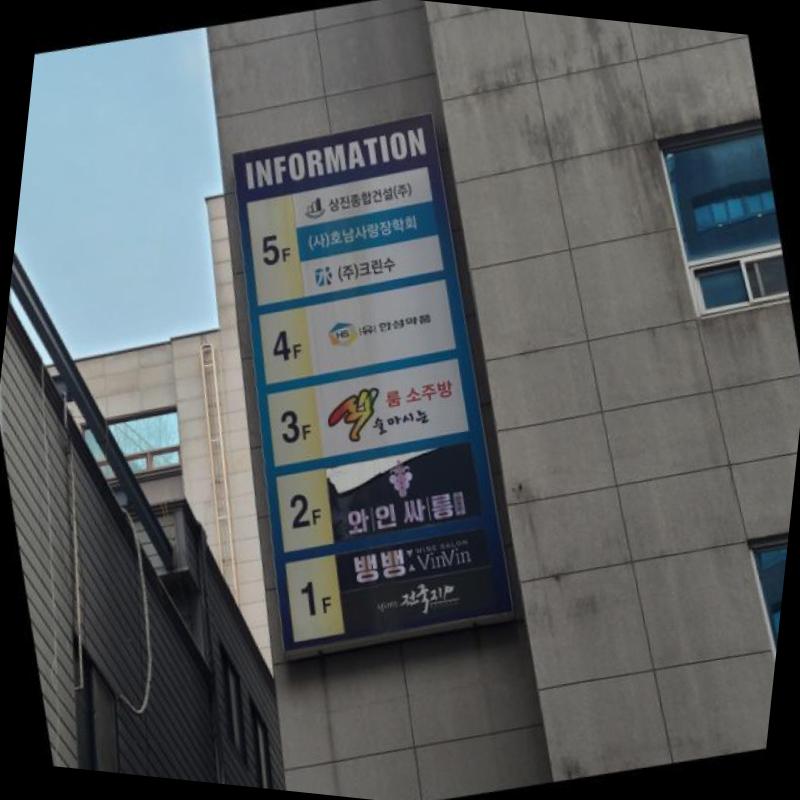 INFORMATION
5F
상진종합건설(주)
(사)호남사랑장학회
(주)크린수
4F
HS (유)한설약품
3F
룸 소주방
술마시는
2F
와인싸롱
1F
뱅뱅
WINE SALON
VinVin
전국지